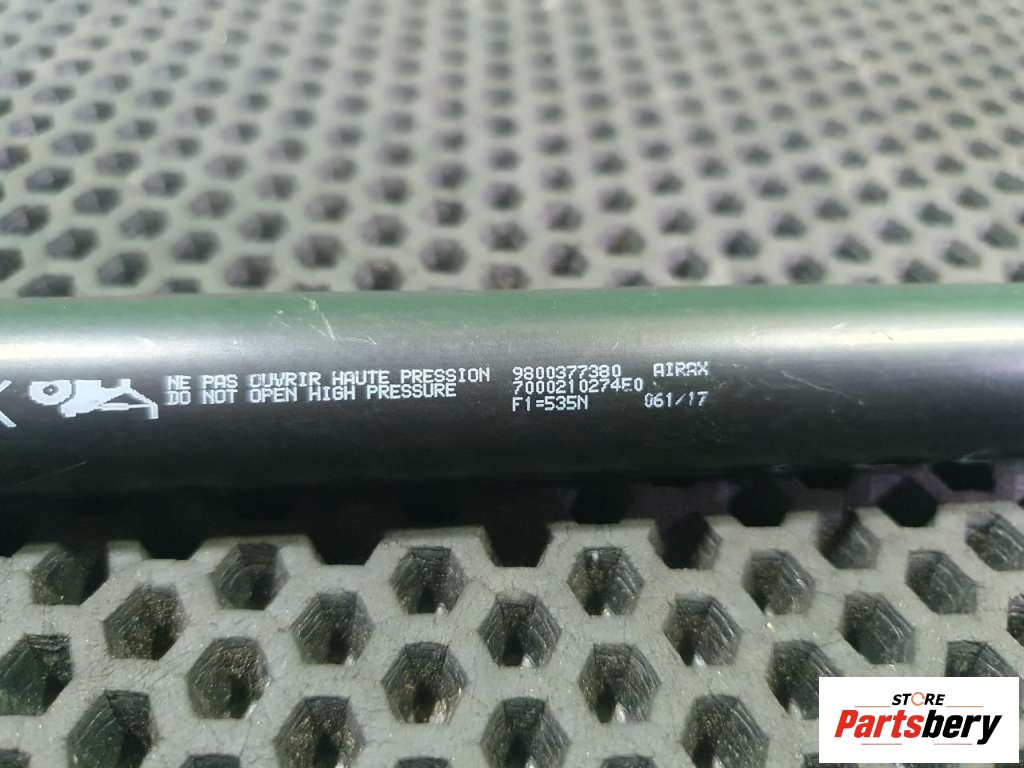 NE PAS OUVRIR HAUTE PRESSION
DO NOT OPEN HIGH PRESSURE
9800377380 AIRAX
7000210274E0
F1=535N 061/17
STORE
Partsbery